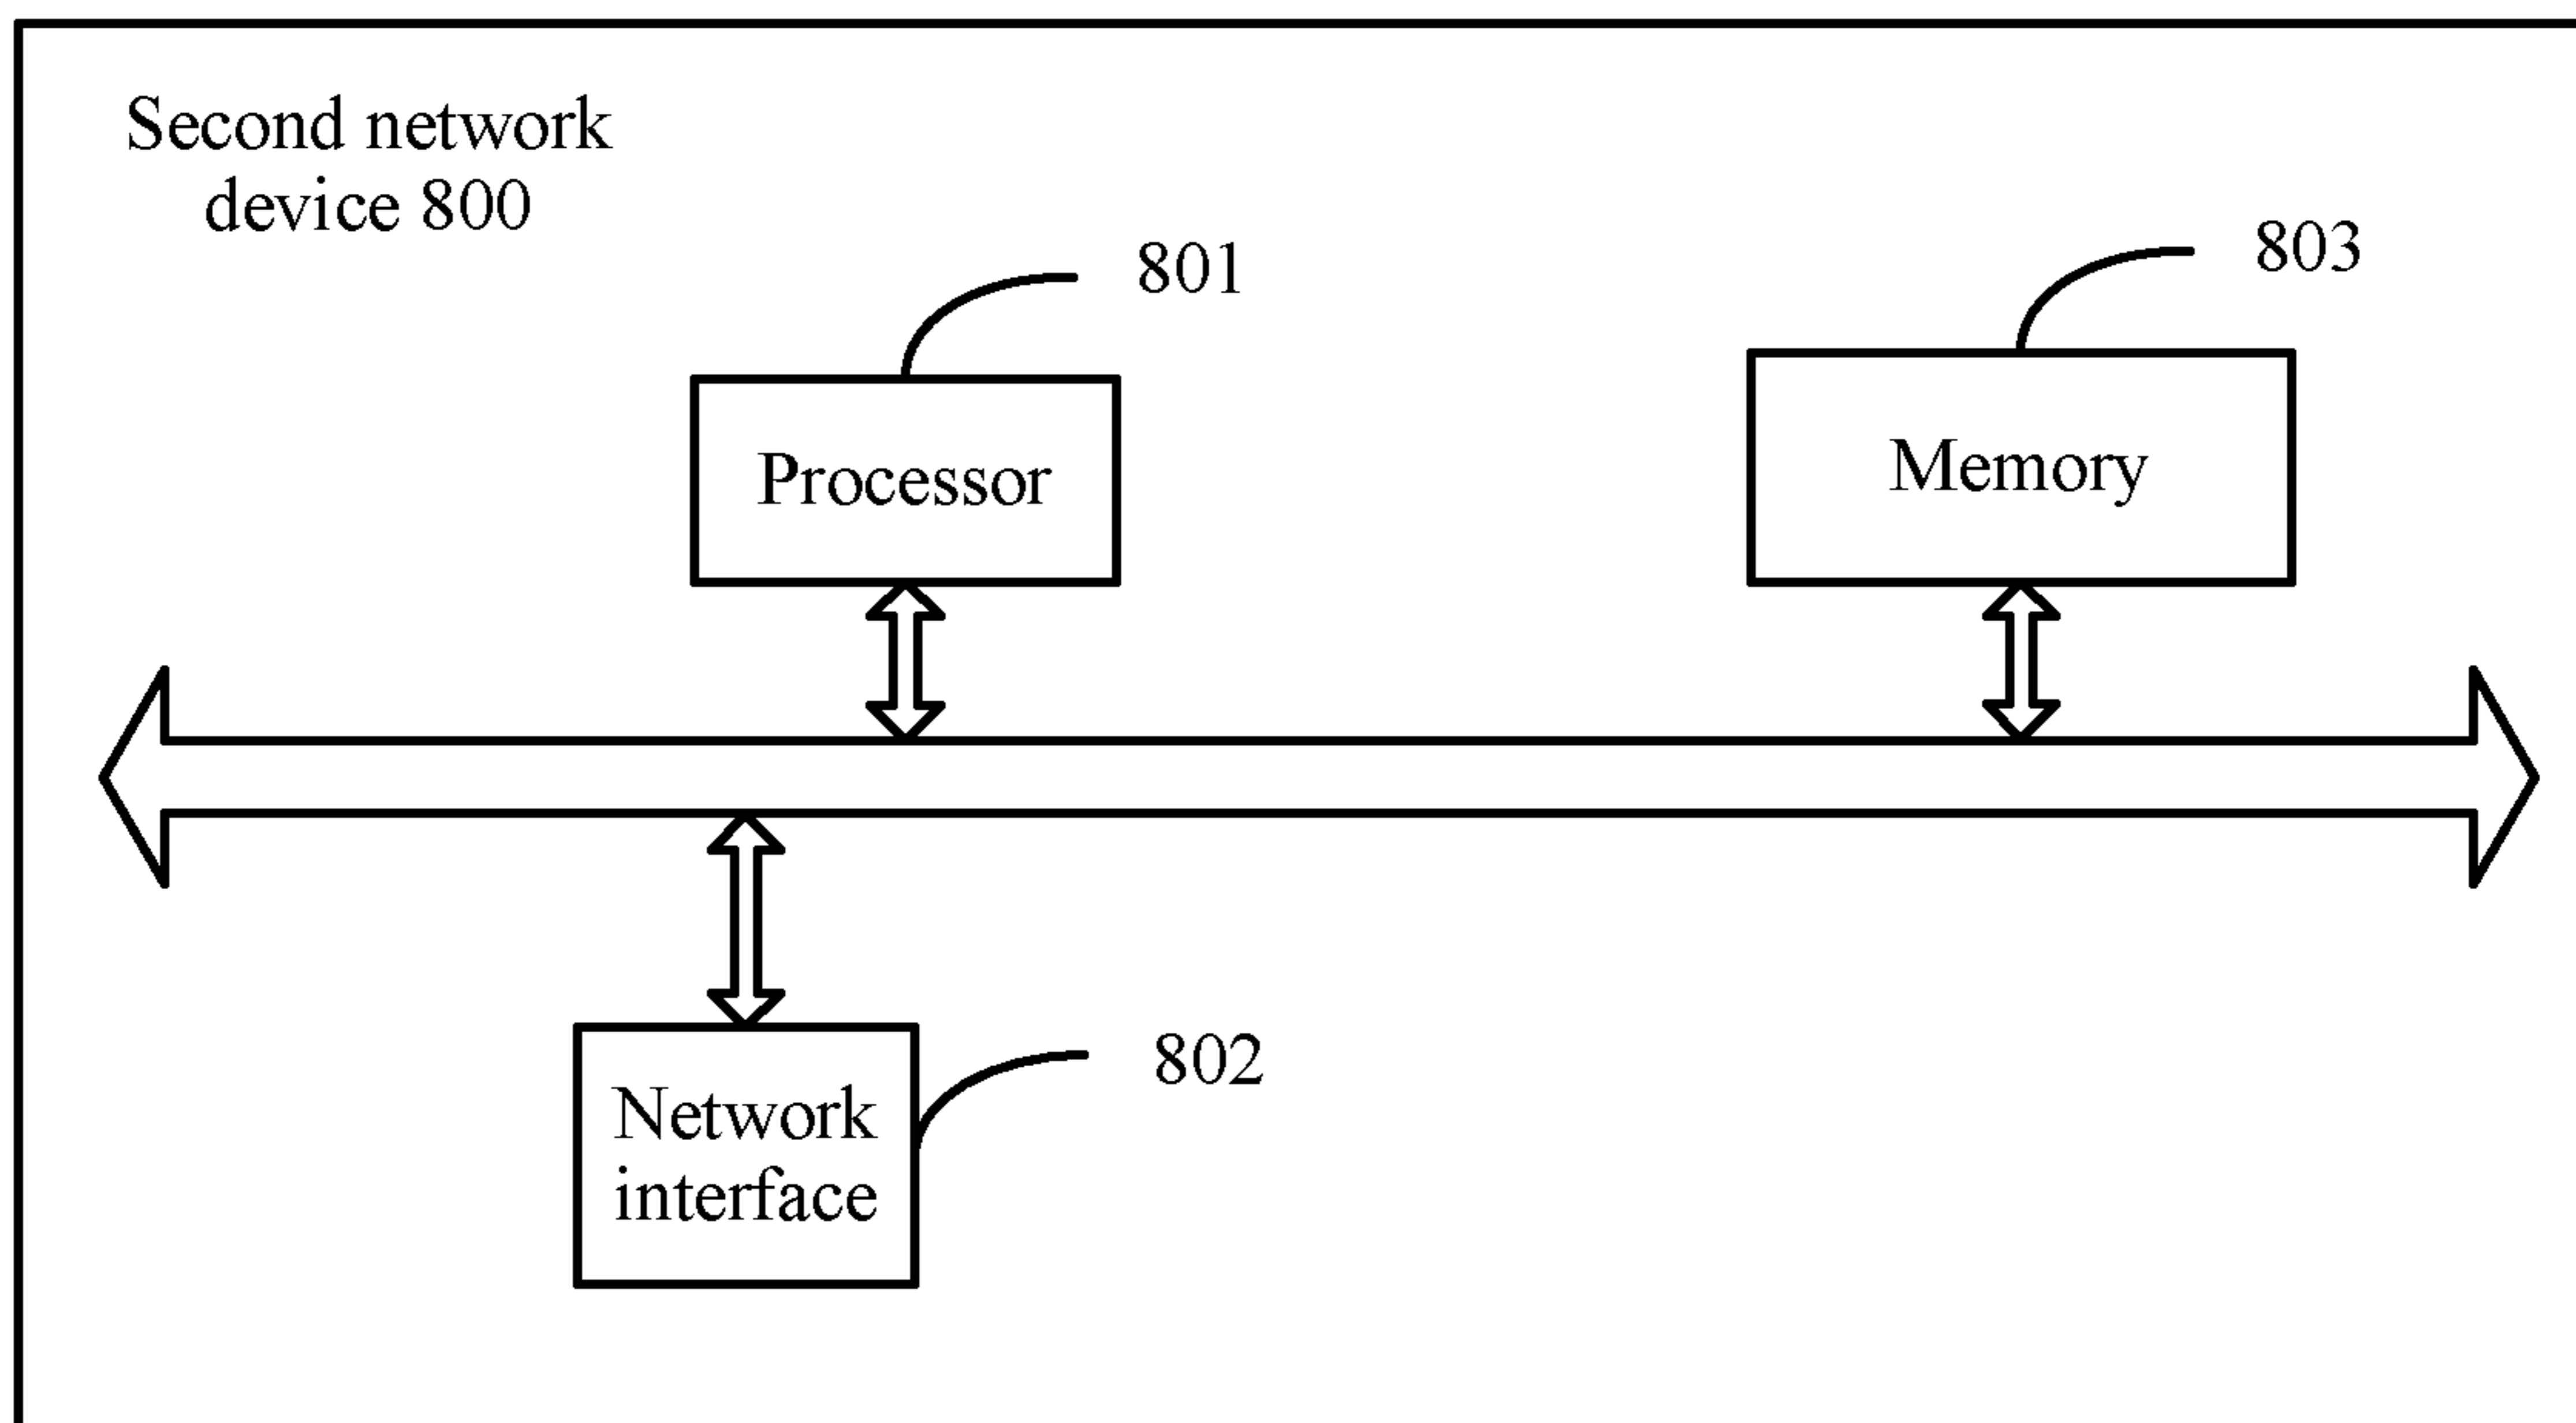 Second network
device 800
801
803
Processor
Memory
802
Network
interface